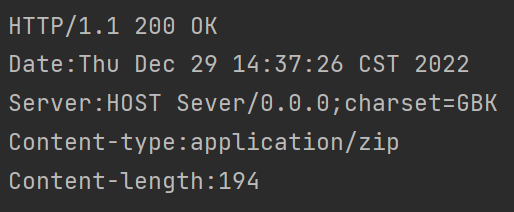 HTTP/1.1 200 OK
Date:Thu Dec 29 14:37:26 CST 2022
Server:HOST Sever/0.0.0;charset=GBK
Content-type:application/zip
Content-length:194